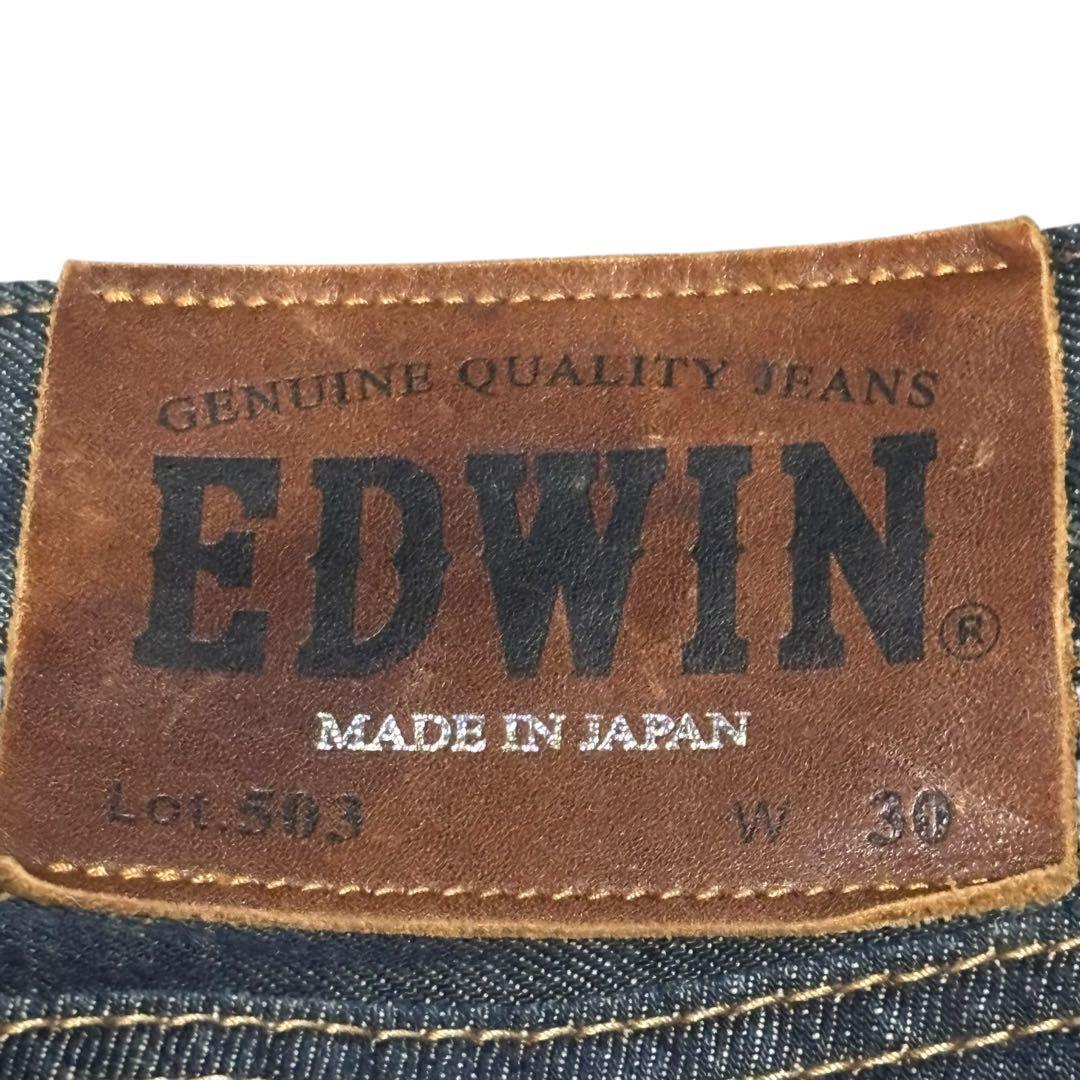 GENUINE QUALITY JEANS
EDWIN®
MADE IN JAPAN
Lot.503 W 30